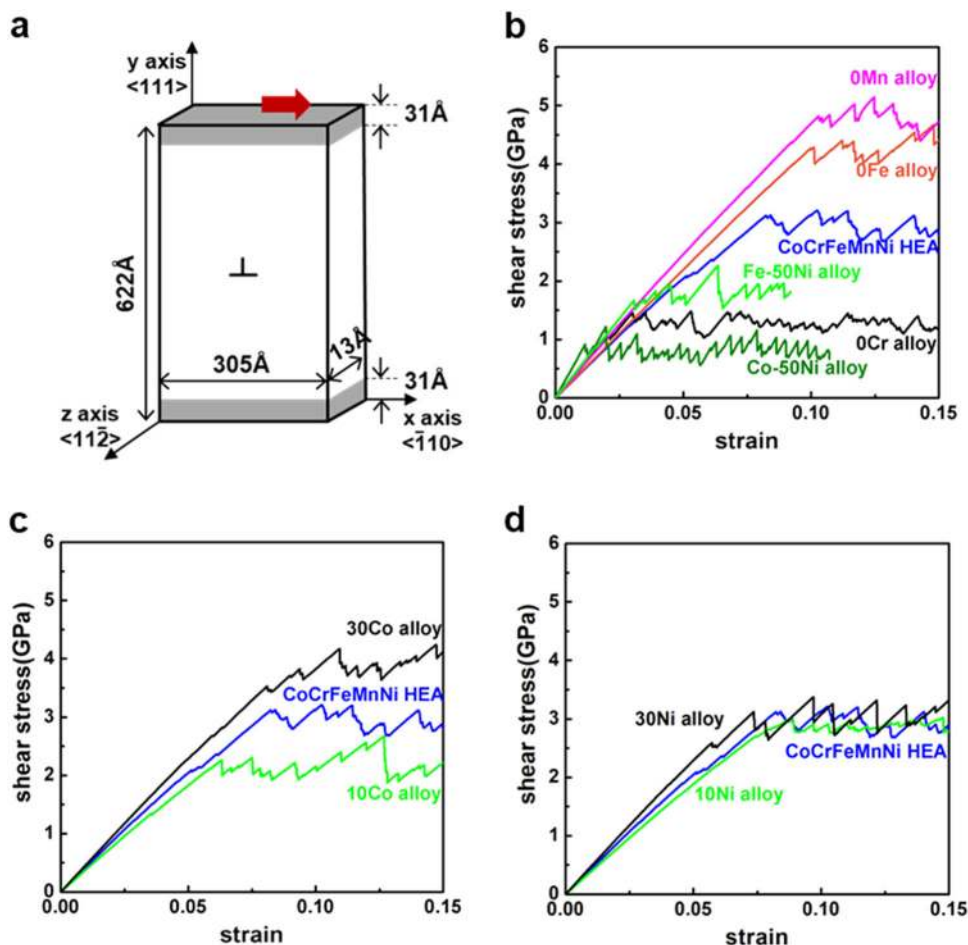 a
y axis
<111>
31Å
622Å
305Å
13Å
31Å
z axis
<112̄>
x axis
<1̄10>
b
6
5
4
3
2
1
0
shear stress(GPa)
0Mn alloy
0Fe alloy
CoCrFeMnNi HEA
Fe-50Ni alloy
0Cr alloy
Co-50Ni alloy
0.00
0.05
0.10
0.15
strain
c
6
5
4
3
2
1
0
shear stress(GPa)
30Co alloy
CoCrFeMnNi HEA
10Co alloy
0.00
0.05
0.10
0.15
strain
d
6
5
4
3
2
1
0
shear stress(GPa)
30Ni alloy
CoCrFeMnNi HEA
10Ni alloy
0.00
0.05
0.10
0.15
strain